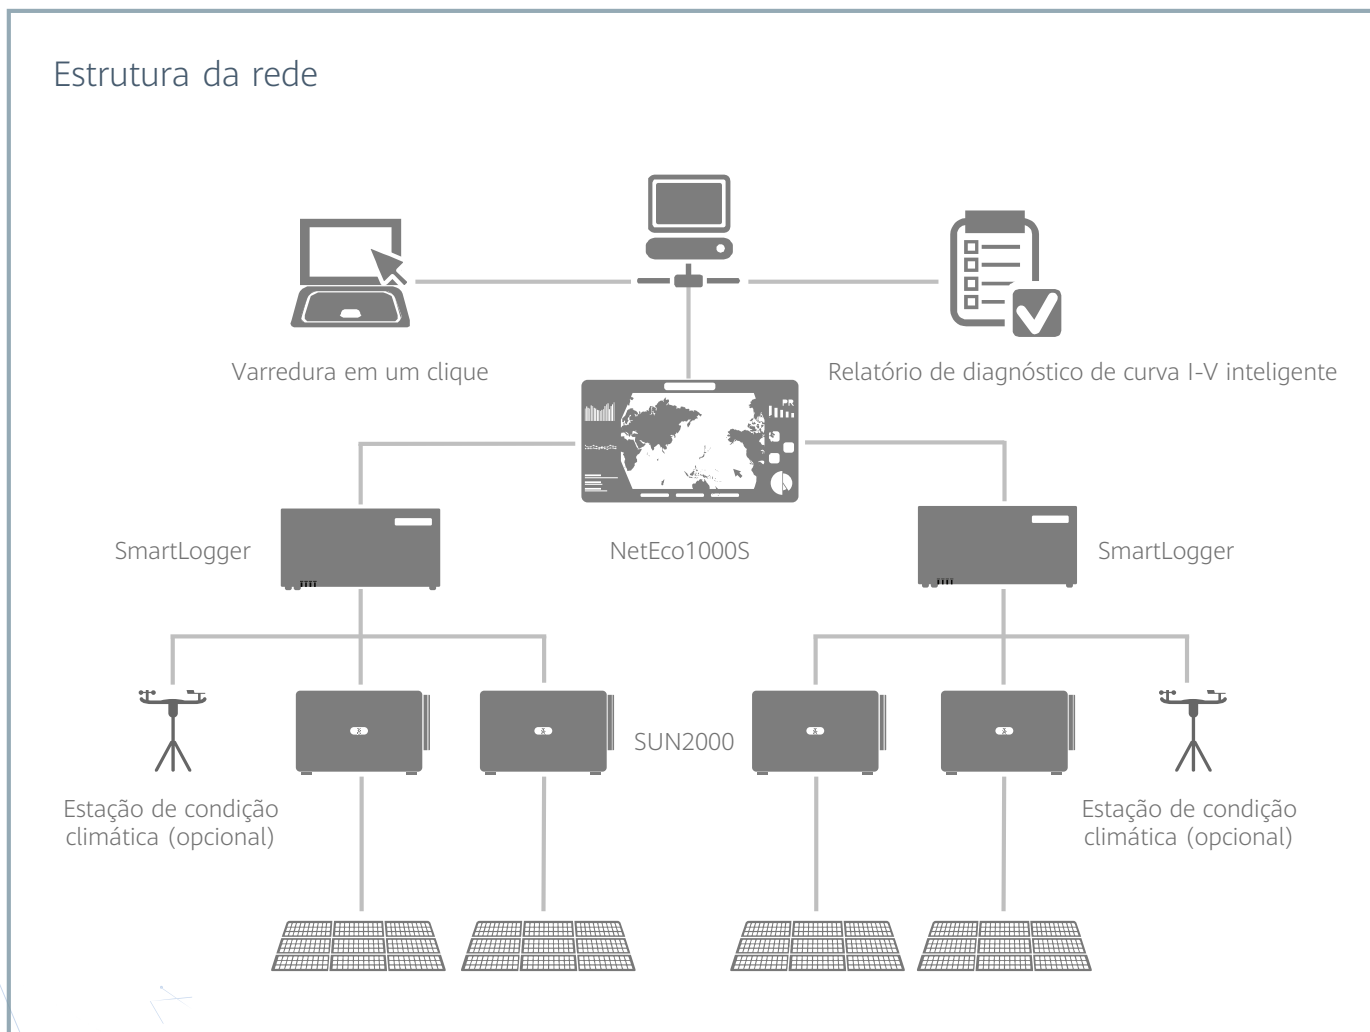 Estrutura da rede
Varredura em um clique
Relatório de diagnóstico de curva I-V inteligente
PR
SmartLogger
NetEco1000S
SmartLogger
SUN2000
Estação de condição
climática (opcional)
Estação de condição
climática (opcional)